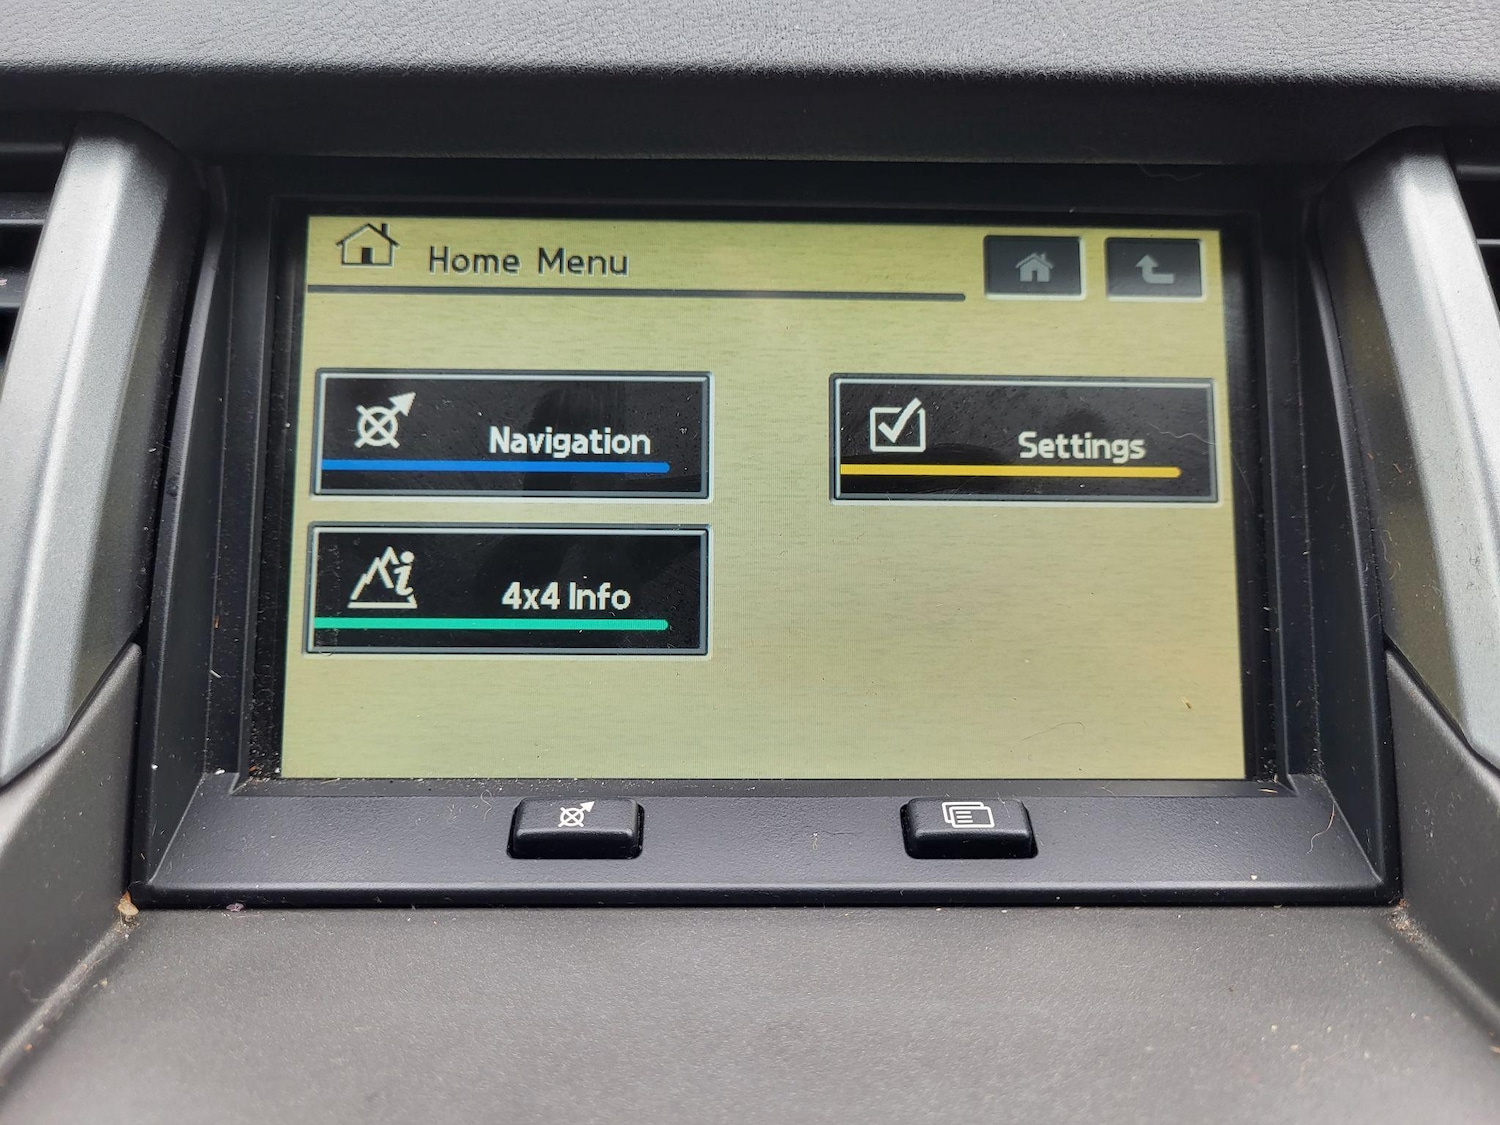 Home Menu
Navigation
Settings
4x4 Info